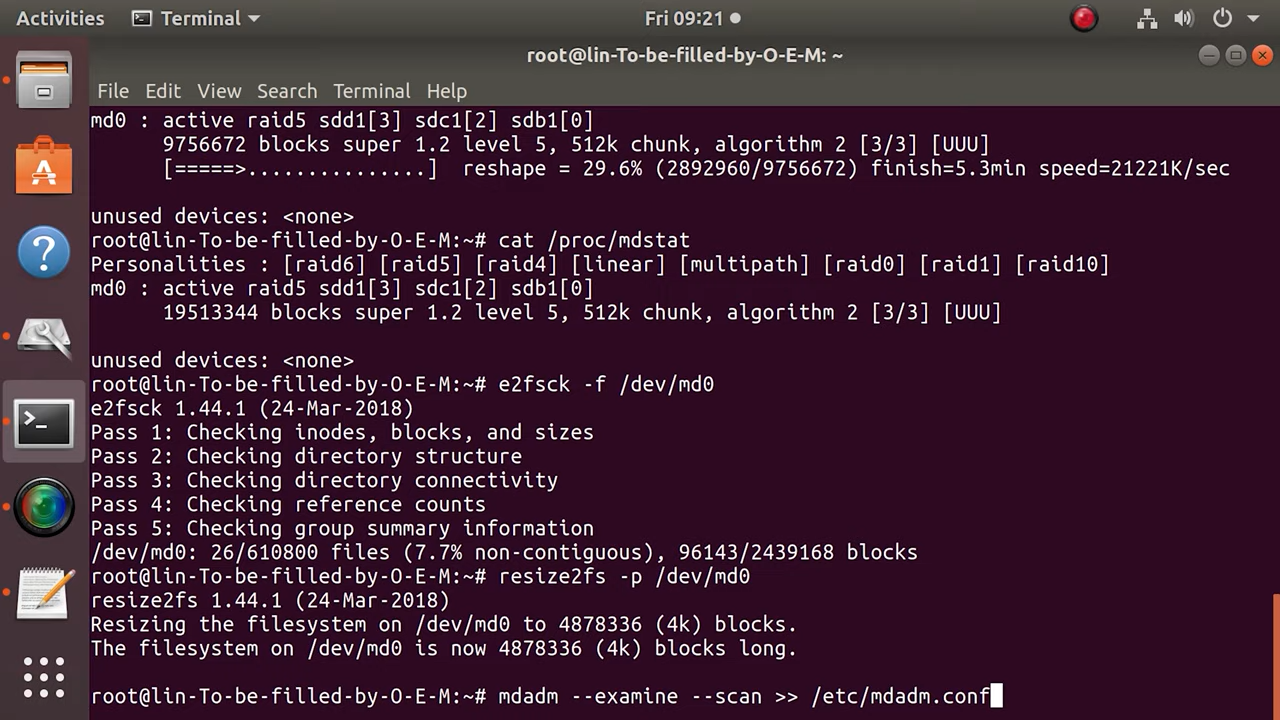 Activities Terminal Fri 09:21
root@lin-To-be-filled-by-O-E-M: ~
File Edit View Search Terminal Help
md0 : active raid5 sdd1[3] sdc1[2] sdb1[0]
      9756672 blocks super 1.2 level 5, 512k chunk, algorithm 2 [3/3] [UUU]
      [=====>...............]  reshape = 29.6% (2892960/9756672) finish=5.3min speed=21221K/sec
unused devices: <none>
root@lin-To-be-filled-by-O-E-M:~# cat /proc/mdstat
Personalities : [raid6] [raid5] [raid4] [linear] [multipath] [raid0] [raid1] [raid10]
md0 : active raid5 sdd1[3] sdc1[2] sdb1[0]
      19513344 blocks super 1.2 level 5, 512k chunk, algorithm 2 [3/3] [UUU]
unused devices: <none>
root@lin-To-be-filled-by-O-E-M:~# e2fsck -f /dev/md0
e2fsck 1.44.1 (24-Mar-2018)
Pass 1: Checking inodes, blocks, and sizes
Pass 2: Checking directory structure
Pass 3: Checking directory connectivity
Pass 4: Checking reference counts
Pass 5: Checking group summary information
/dev/md0: 26/610800 files (7.7% non-contiguous), 96143/2439168 blocks
root@lin-To-be-filled-by-O-E-M:~# resize2fs -p /dev/md0
resize2fs 1.44.1 (24-Mar-2018)
Resizing the filesystem on /dev/md0 to 4878336 (4k) blocks.
The filesystem on /dev/md0 is now 4878336 (4k) blocks long.
root@lin-To-be-filled-by-O-E-M:~# mdadm --examine --scan >> /etc/mdadm.conf